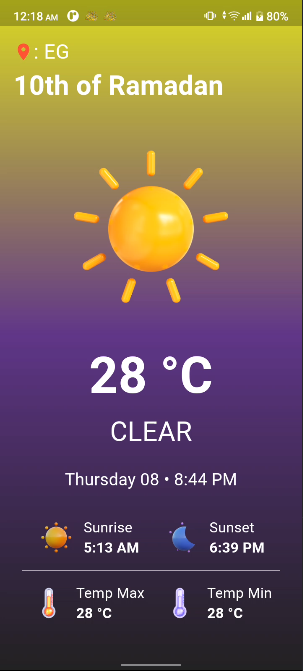 12:18 AM
80%
: EG
10th of Ramadan
28 °C
CLEAR
Thursday 08 • 8:44 PM
Sunrise
5:13 AM
Sunset
6:39 PM
Temp Max
28 °C
Temp Min
28 °C